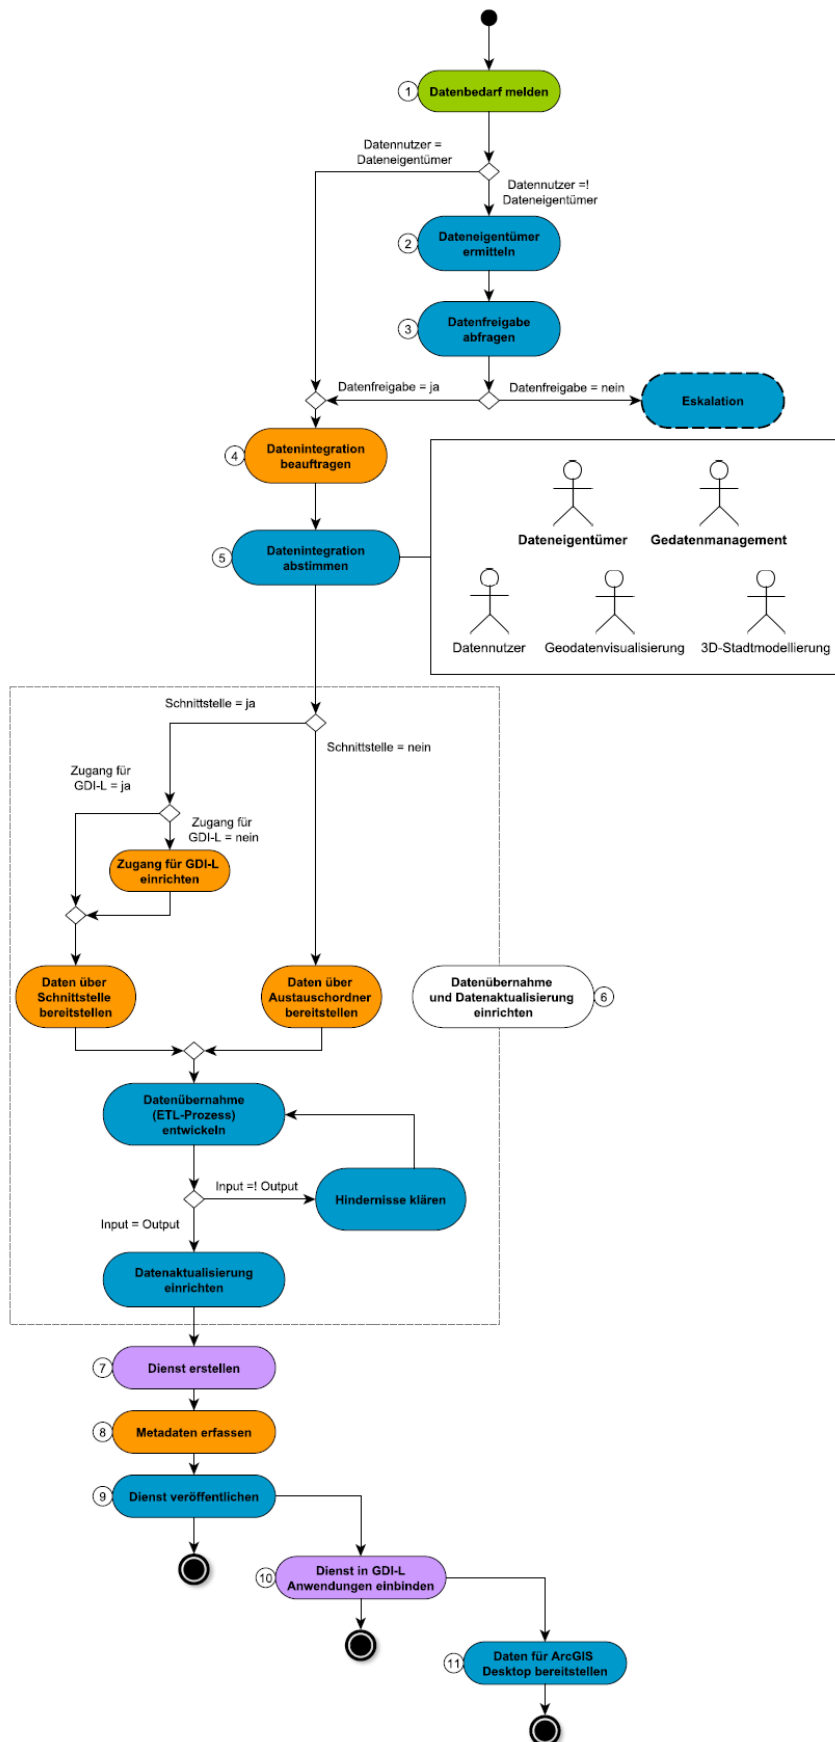 1
Datenbedarf melden
Datennutzer =
Dateneigentümer
Datennutzer =!
Dateneigentümer
2
Dateneigentümer
ermitteln
3
Datenfreigabe
abfragen
Datenfreigabe = ja
Datenfreigabe = nein
Eskalation
4
Datenintegration
beauftragen
5
Datenintegration
abstimmen
Dateneigentümer
Gedatenmanagement
Datennutzer
Geodatenvisualisierung
3D-Stadtmodellierung
Schnittstelle = ja
Schnittstelle = nein
Zugang für
GDI-L = ja
Zugang für
GDI-L = nein
Zugang für GDI-L
einrichten
Daten über
Schnittstelle
bereitstellen
Daten über
Austauschordner
bereitstellen
Datenübernahme
und Datenaktualisierung
einrichten
6
Datenübernahme
(ETL-Prozess)
entwickeln
Input =! Output
Hindernisse klären
Input = Output
Datenaktualisierung
einrichten
7
Dienst erstellen
8
Metadaten erfassen
9
Dienst veröffentlichen
10
Dienst in GDI-L
Anwendungen einbinden
11
Daten für ArcGIS
Desktop bereitstellen